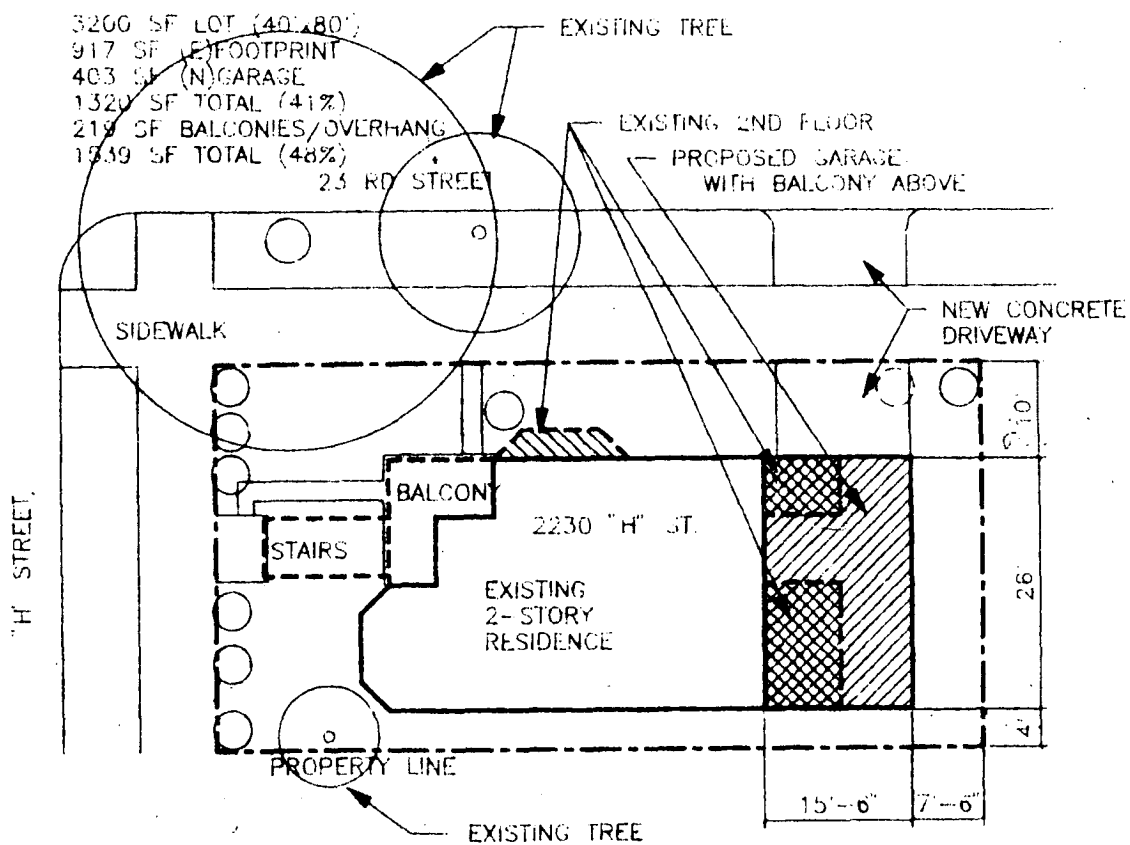 3200 SF LOT (40'x80')
917 SF (E)FOOTPRINT
403 SF (N)GARAGE
1320 SF TOTAL (41%)
219 SF BALCONIES/OVERHANG
1539 SF TOTAL (48%)
EXISTING TREE
EXISTING 2ND FLOOR
PROPOSED GARAGE
WITH BALCONY ABOVE
23 RD STREET
SIDEWALK
NEW CONCRETE
DRIVEWAY
10'
BALCONY
2230 "H" ST.
STAIRS
"H" STREET
EXISTING
2-STORY
RESIDENCE
26'
4'
PROPERTY LINE
15'-6"
7'-6"
EXISTING TREE